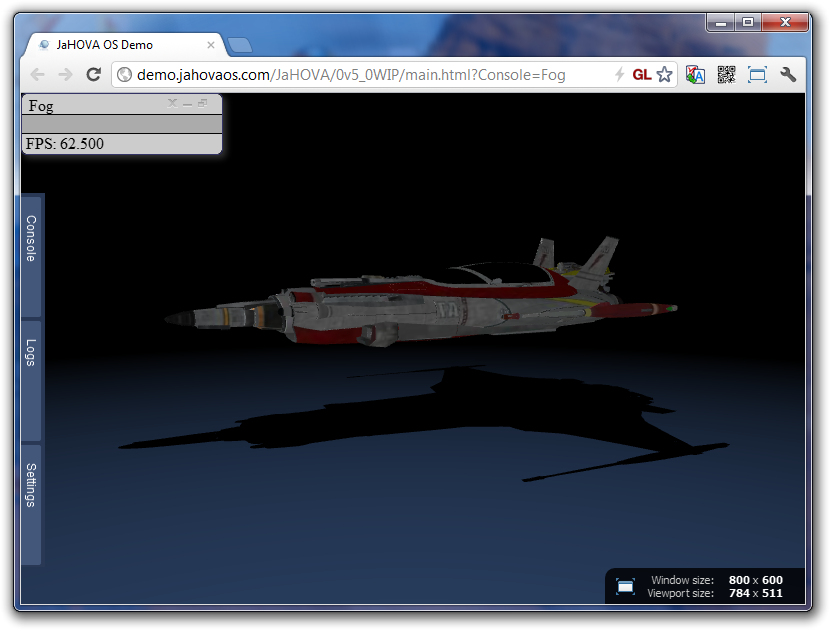 JaHOVA OS Demo
demo.jahovaos.com/JaHOVA/0v5_0WIP/main.html?Console=Fog
GL
Fog
FPS: 62.500
Console
Logs
Settings
Window size: 800 x 600
Viewport size: 784 x 511